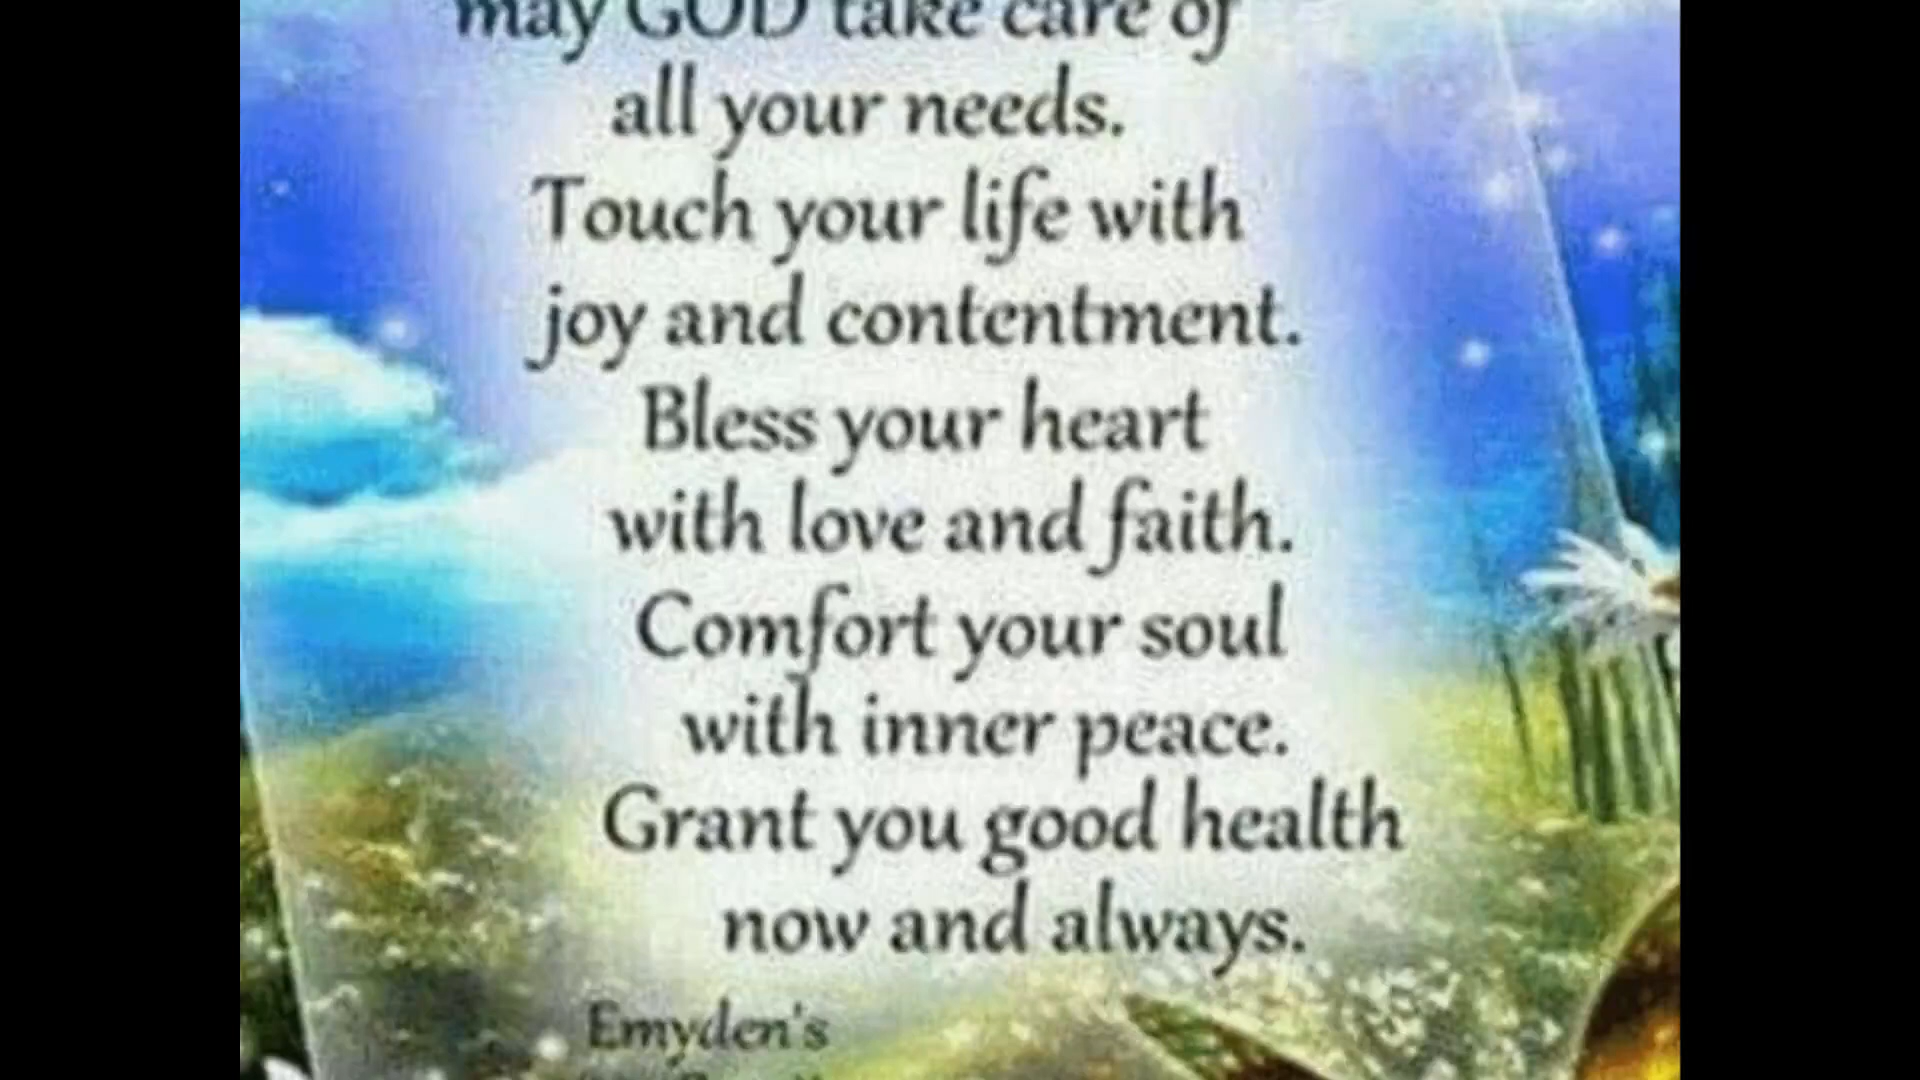 may GOD take care of
all your needs.
Touch your life with
joy and contentment.
Bless your heart
with love and faith.
Comfort your soul
with inner peace.
Grant you good health
now and always.
Emyden's